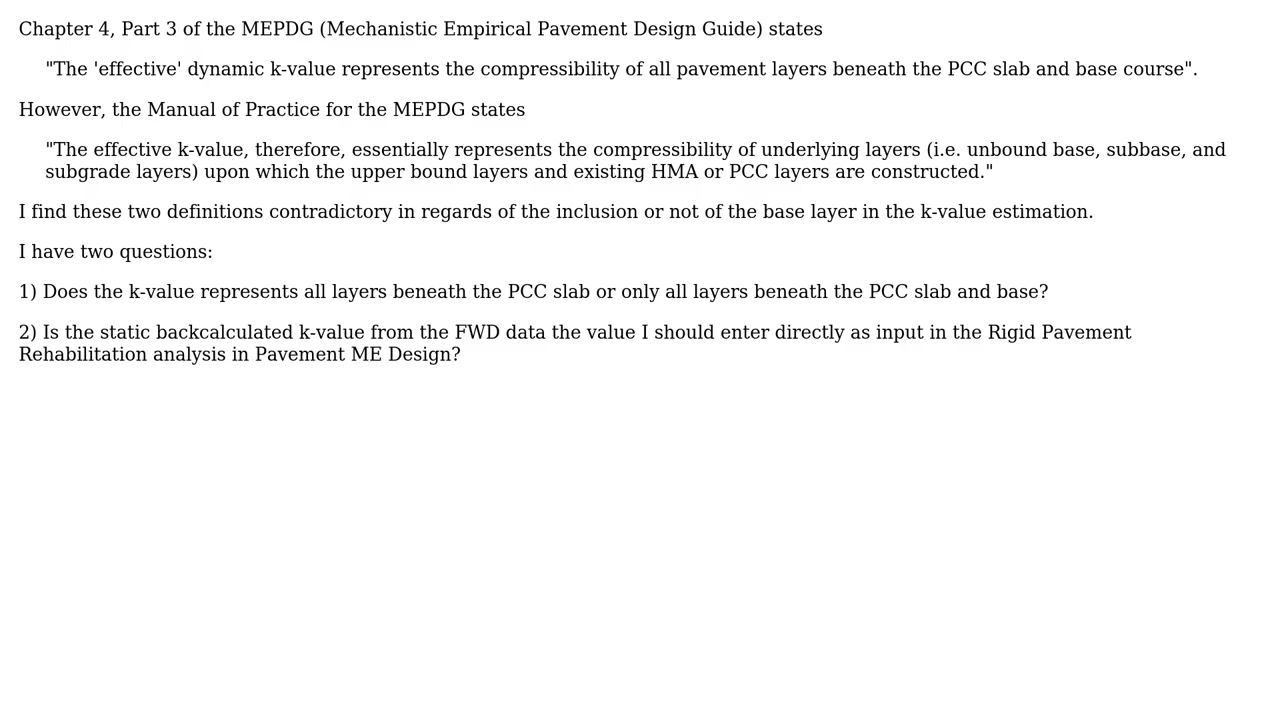 Chapter 4, Part 3 of the MEPDG (Mechanistic Empirical Pavement Design Guide) states
"The 'effective' dynamic k-value represents the compressibility of all pavement layers beneath the PCC slab and base course".
However, the Manual of Practice for the MEPDG states
"The effective k-value, therefore, essentially represents the compressibility of underlying layers (i.e. unbound base, subbase, and
subgrade layers) upon which the upper bound layers and existing HMA or PCC layers are constructed."
I find these two definitions contradictory in regards of the inclusion or not of the base layer in the k-value estimation.
I have two questions:
1) Does the k-value represents all layers beneath the PCC slab or only all layers beneath the PCC slab and base?
2) Is the static backcalculated k-value from the FWD data the value I should enter directly as input in the Rigid Pavement
Rehabilitation analysis in Pavement ME Design?